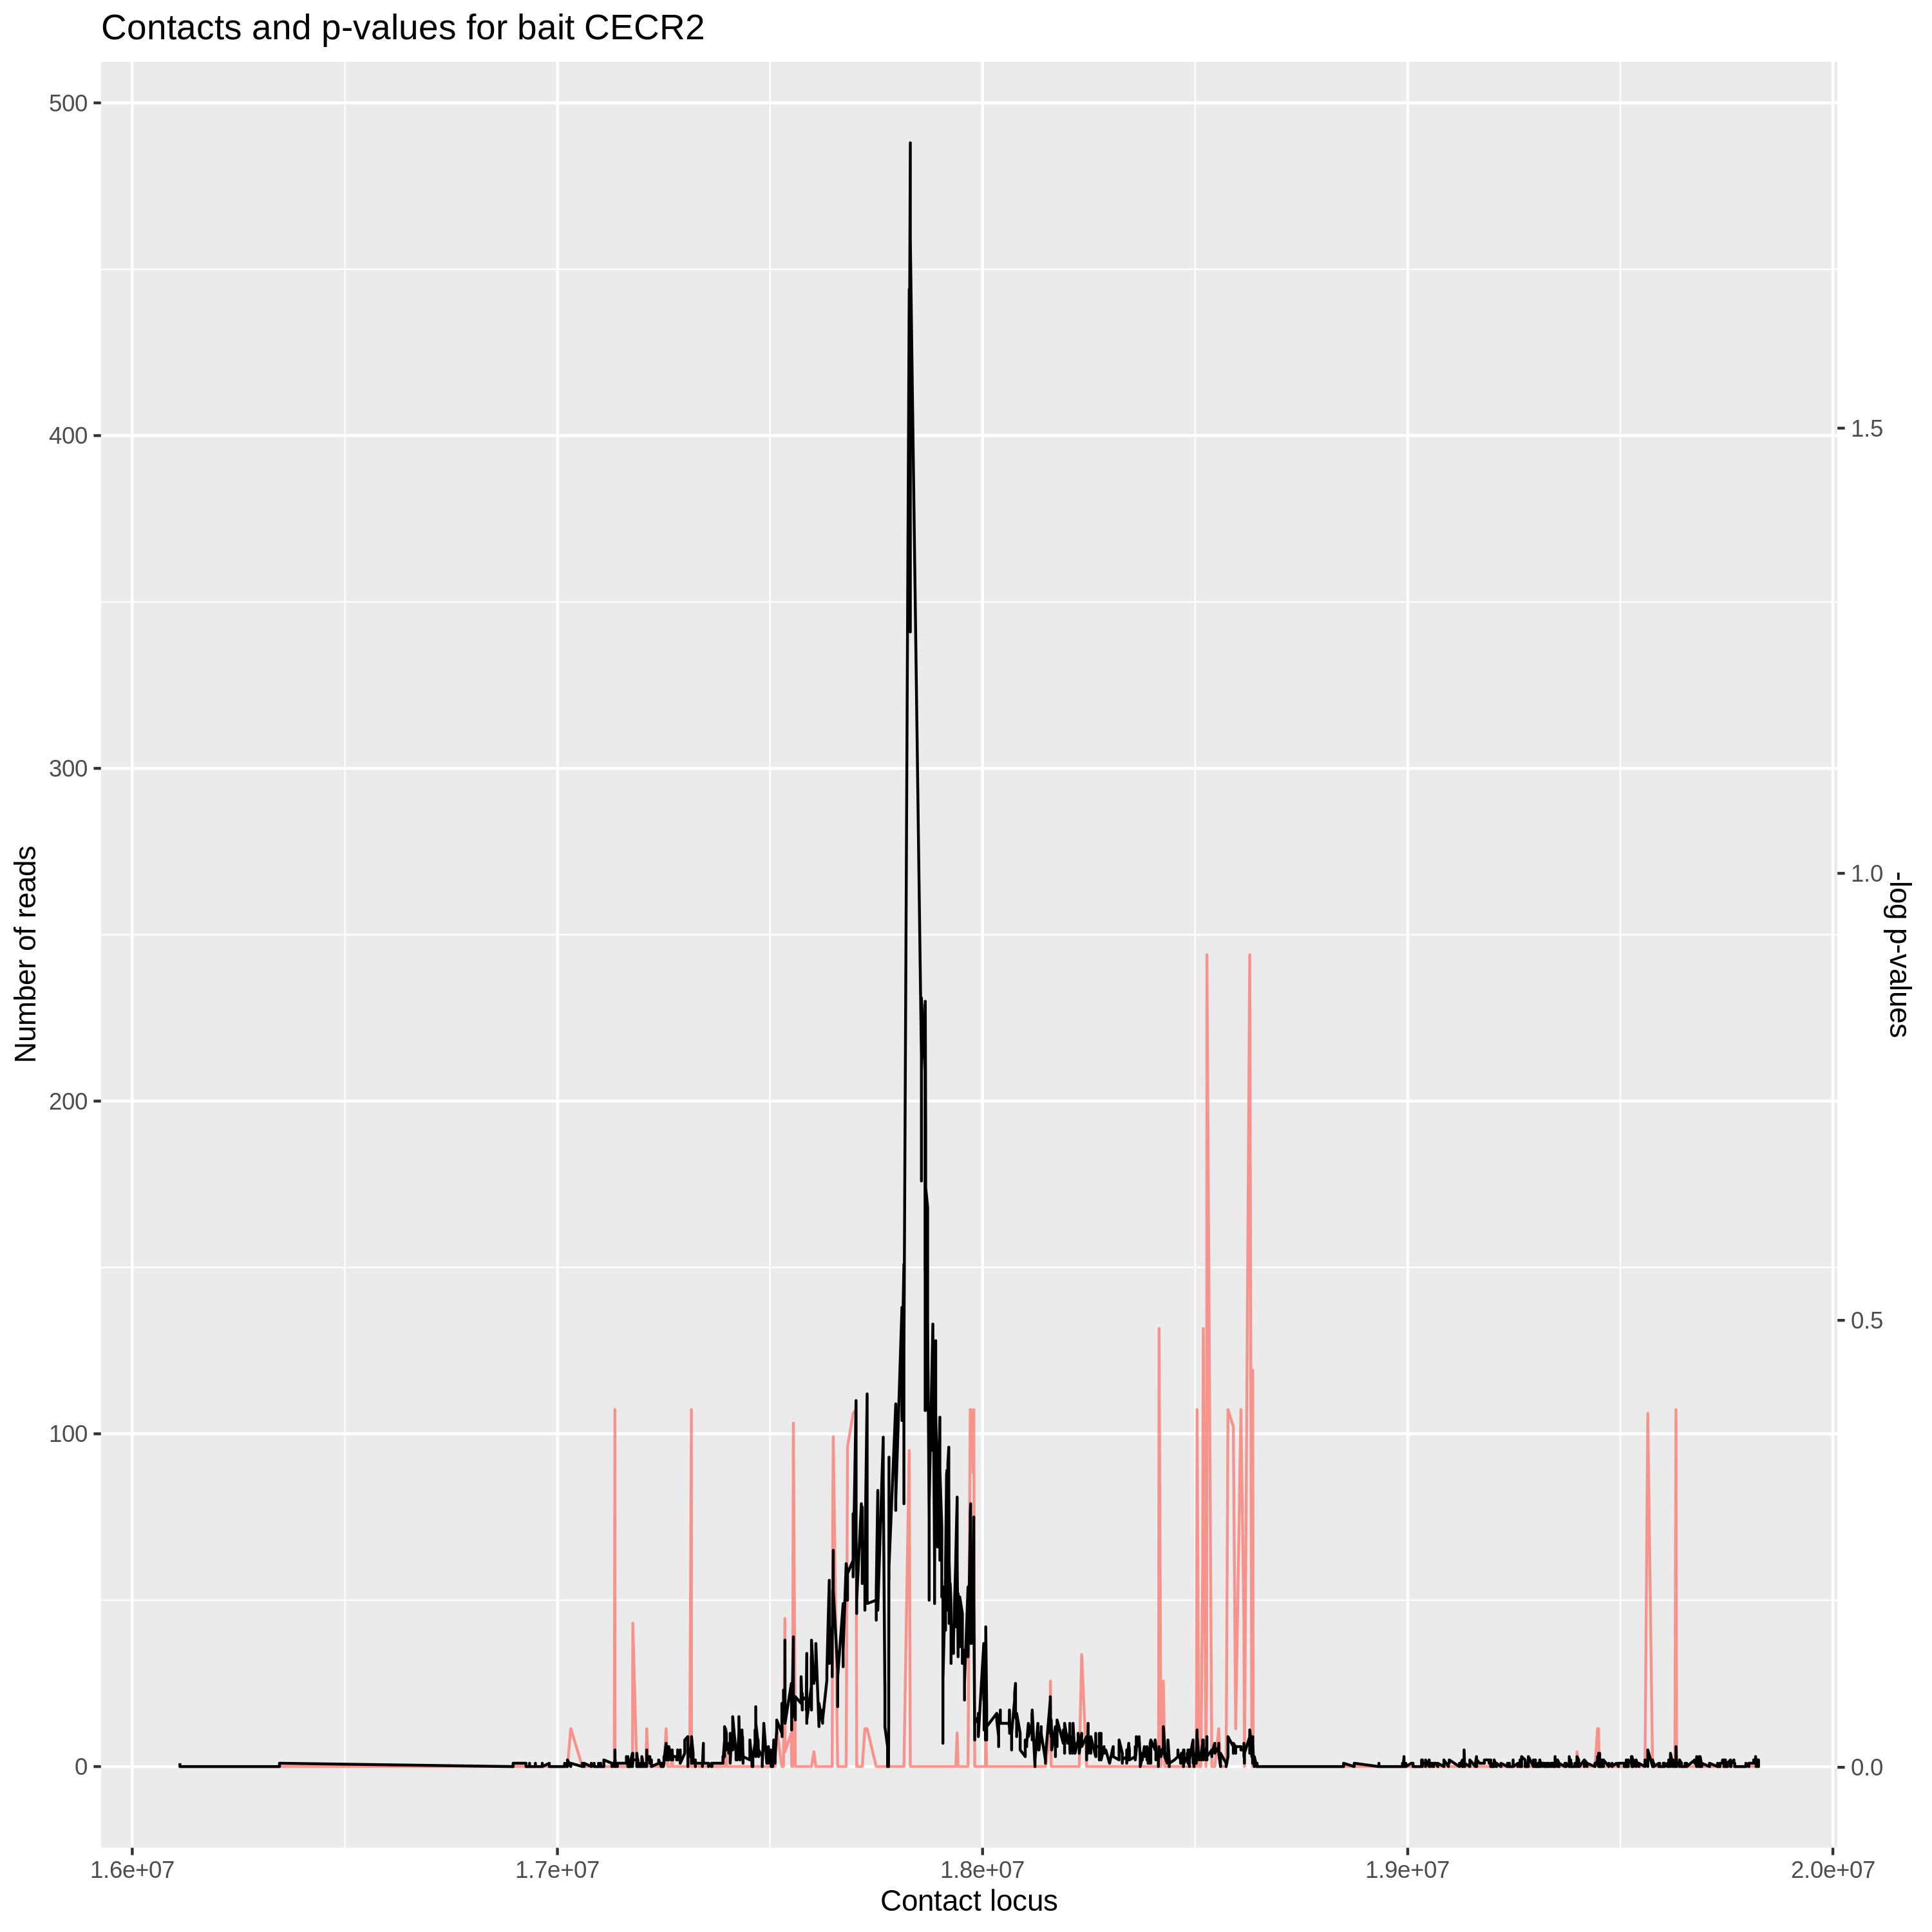 Contacts and p-values for bait CECR2
500
400
300
200
100
0
Number of reads
1.5
1.0
0.5
0.0
-log p-values
1.6e+07
1.7e+07
1.8e+07
1.9e+07
2.0e+07
Contact locus